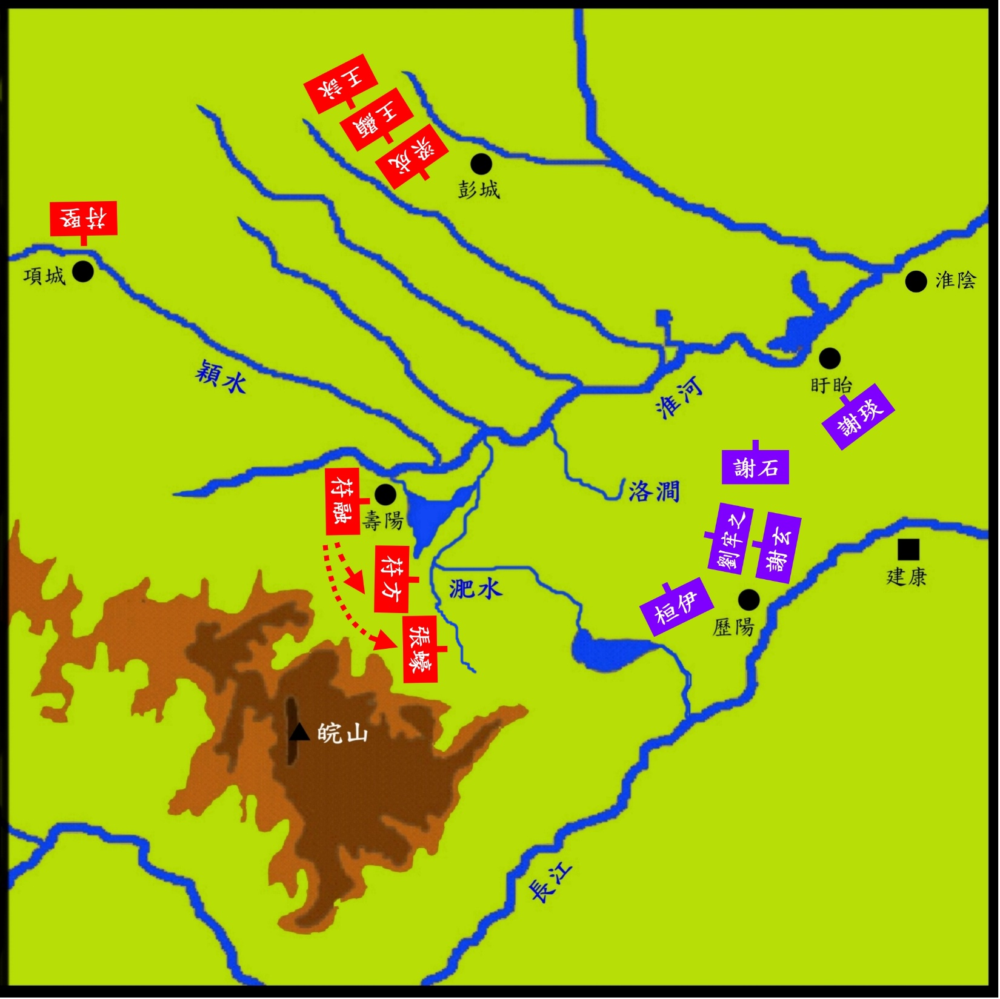 王詠
王顯
梁成
彭城
苻堅
項城
淮陰
潁水
淮河
盱眙
謝琰
謝石
洛澗
苻融
壽陽
劉牢之
謝玄
建康
苻方
淝水
桓伊
歷陽
張蠔
皖山
長江